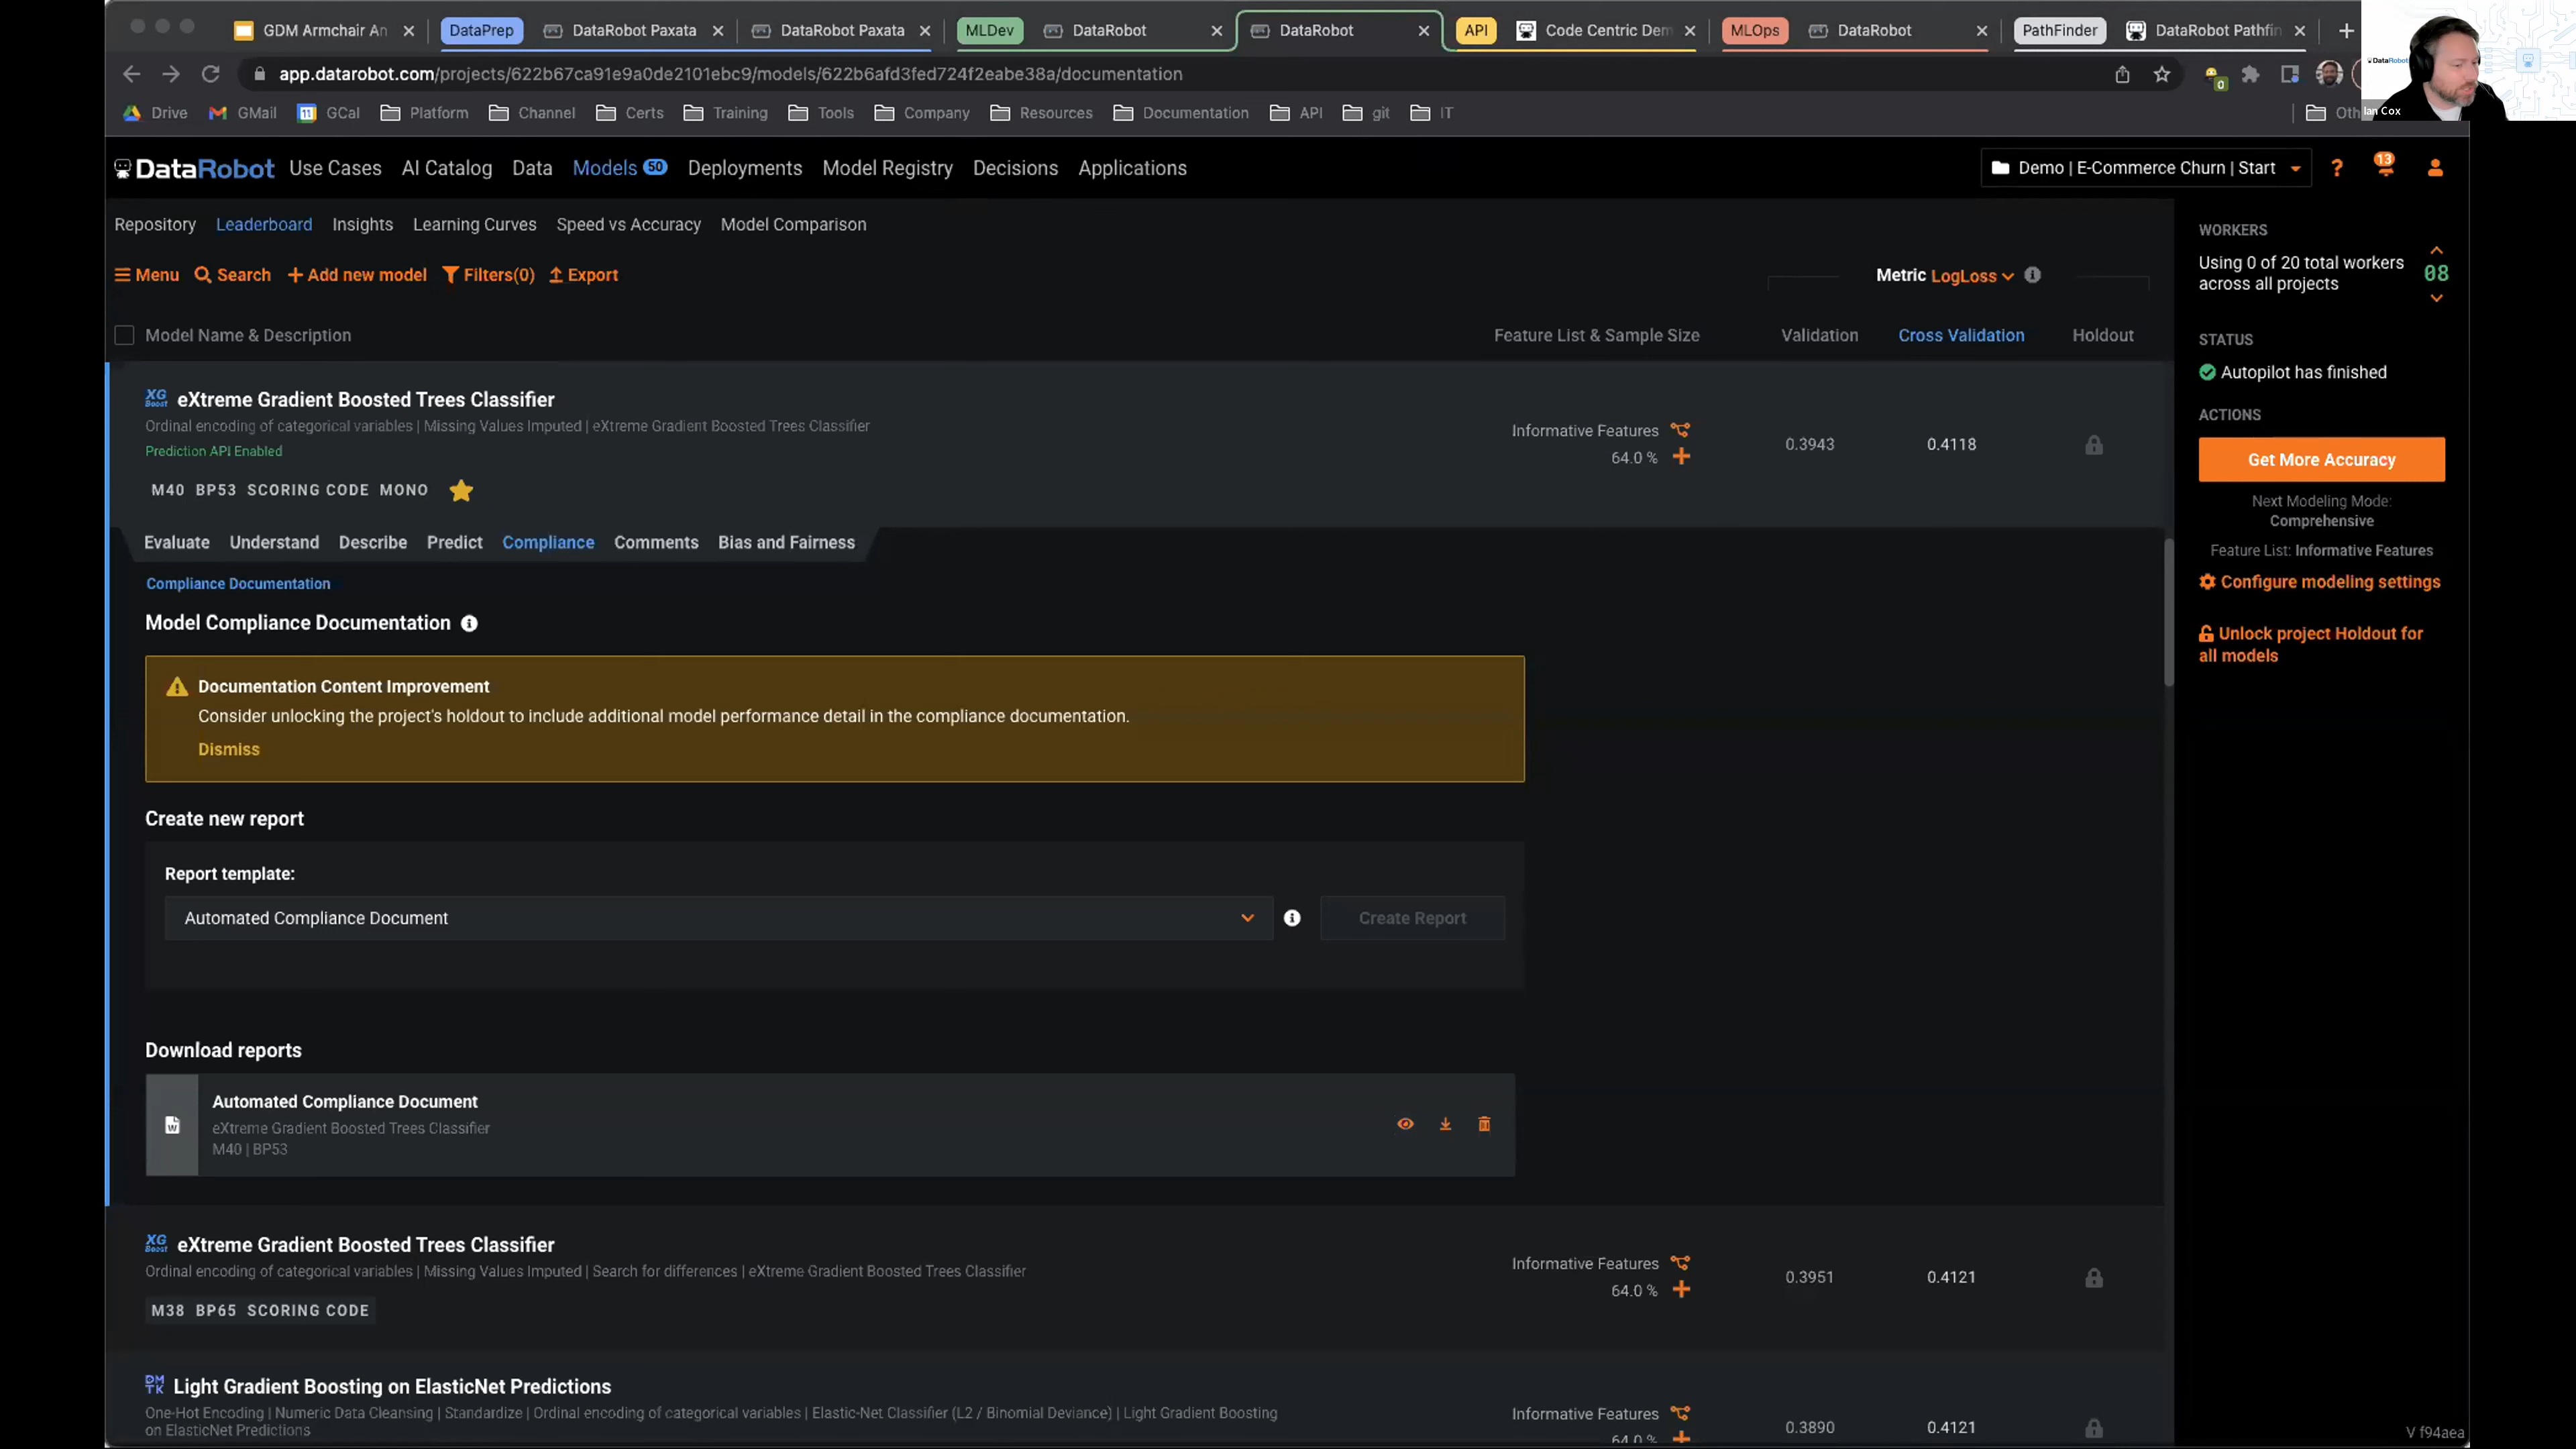 GDM Armchair An
DataPrep
DataRobot Paxata
DataRobot Paxata
MLDev
DataRobot
DataRobot
API
Code Centric Dem
MLOps
DataRobot
PathFinder
DataRobot Pathfin
app.datarobot.com/projects/622b67ca91e9a0de2101ebc9/models/622b6afd3fed724f2eabe38a/documentation
0
DataRobot
Ian Cox
Drive
GMail
11
GCal
Platform
Channel
Certs
Training
Tools
Company
Resources
Documentation
API
git
IT
Oth
DataRobot
Use Cases
AI Catalog
Data
Models 50
Deployments
Model Registry
Decisions
Applications
Demo | E-Commerce Churn | Start
?
13
Repository
Leaderboard
Insights
Learning Curves
Speed vs Accuracy
Model Comparison
Menu
Search
Add new model
Filters(0)
Export
Metric LogLoss
Model Name & Description
Feature List & Sample Size
Validation
Cross Validation
Holdout
XG Boost
eXtreme Gradient Boosted Trees Classifier
Ordinal encoding of categorical variables | Missing Values Imputed | eXtreme Gradient Boosted Trees Classifier
Prediction API Enabled
M40 BP53 SCORING CODE MONO
Informative Features
64.0 %
0.3943
0.4118
Evaluate
Understand
Describe
Predict
Compliance
Comments
Bias and Fairness
Compliance Documentation
Model Compliance Documentation
Documentation Content Improvement
Consider unlocking the project's holdout to include additional model performance detail in the compliance documentation.
Dismiss
Create new report
Report template:
Automated Compliance Document
Create Report
Download reports
W
Automated Compliance Document
eXtreme Gradient Boosted Trees Classifier
M40 | BP53
XG Boost
eXtreme Gradient Boosted Trees Classifier
Ordinal encoding of categorical variables | Missing Values Imputed | Search for differences | eXtreme Gradient Boosted Trees Classifier
M38 BP65 SCORING CODE
Informative Features
64.0 %
0.3951
0.4121
DM TK
Light Gradient Boosting on ElasticNet Predictions
One-Hot Encoding | Numeric Data Cleansing | Standardize | Ordinal encoding of categorical variables | Elastic-Net Classifier (L2 / Binomial Deviance) | Light Gradient Boosting
on ElasticNet Predictions
Informative Features
64.0 %
0.3890
0.4121
WORKERS
Using 0 of 20 total workers
across all projects
08
STATUS
Autopilot has finished
ACTIONS
Get More Accuracy
Next Modeling Mode:
Comprehensive
Feature List: Informative Features
Configure modeling settings
Unlock project Holdout for
all models
V f94aea